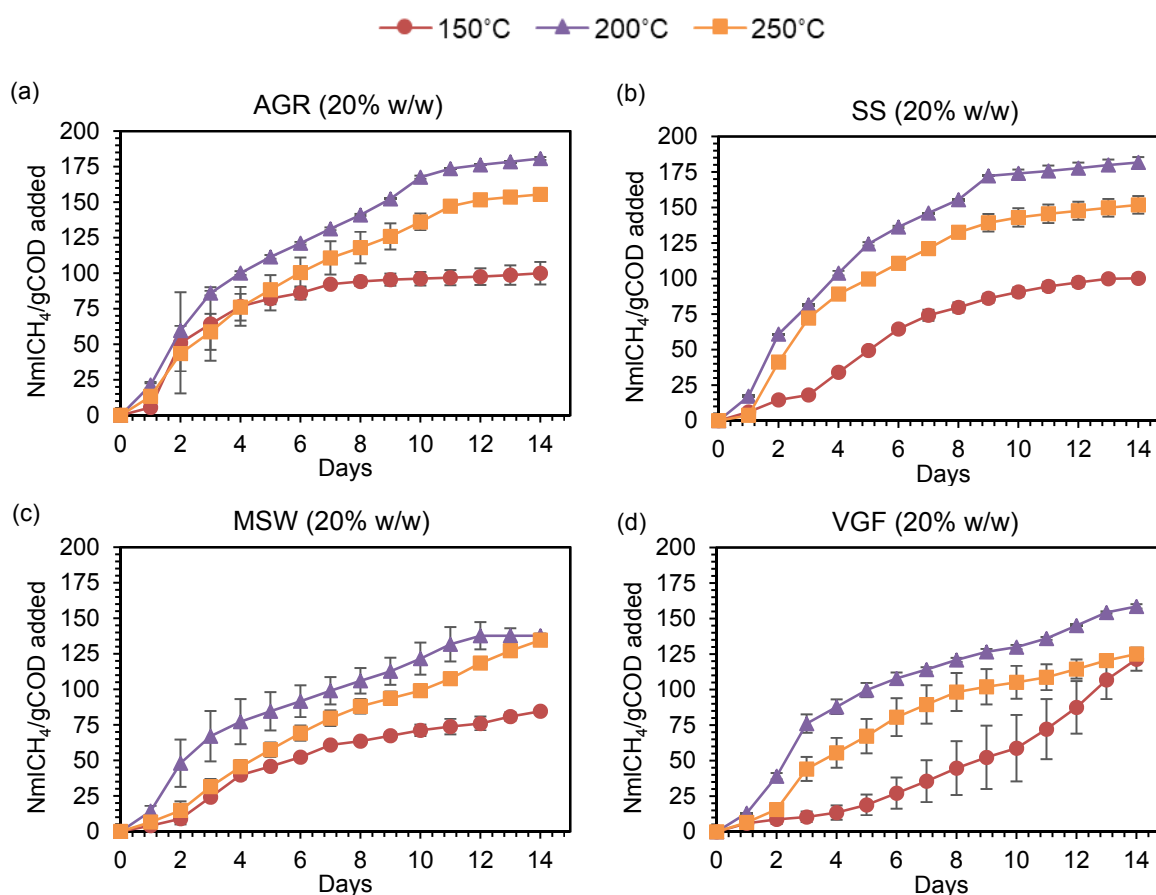 150°C 200°C 250°C
(a) AGR (20% w/w)
NmlCH₄/gCOD added
200
175
150
125
100
75
50
25
0
0 2 4 6 8 10 12 14
Days
(b) SS (20% w/w)
NmlCH₄/gCOD added
200
175
150
125
100
75
50
25
0
0 2 4 6 8 10 12 14
Days
(c) MSW (20% w/w)
NmlCH₄/gCOD added
200
175
150
125
100
75
50
25
0
0 2 4 6 8 10 12 14
Days
(d) VGF (20% w/w)
NmlCH₄/gCOD added
200
175
150
125
100
75
50
25
0
0 2 4 6 8 10 12 14
Days